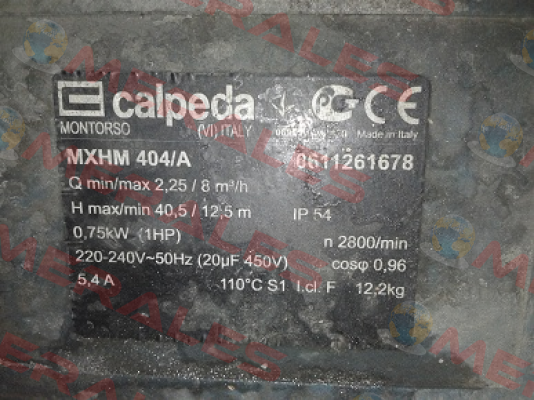 calpeda
MONTORSO (VI) ITALY Made in Italy
MXHM 404/A 0611261678
Q min/max 2,25 / 8 m³/h
H max/min 40,5 / 12,5 m IP 54
0,75kW (1HP) n 2800/min
220-240V~50Hz (20µF 450V) cosφ 0,96
5,4 A 110°C S1 I.cl. F 12,2kg
MERALES